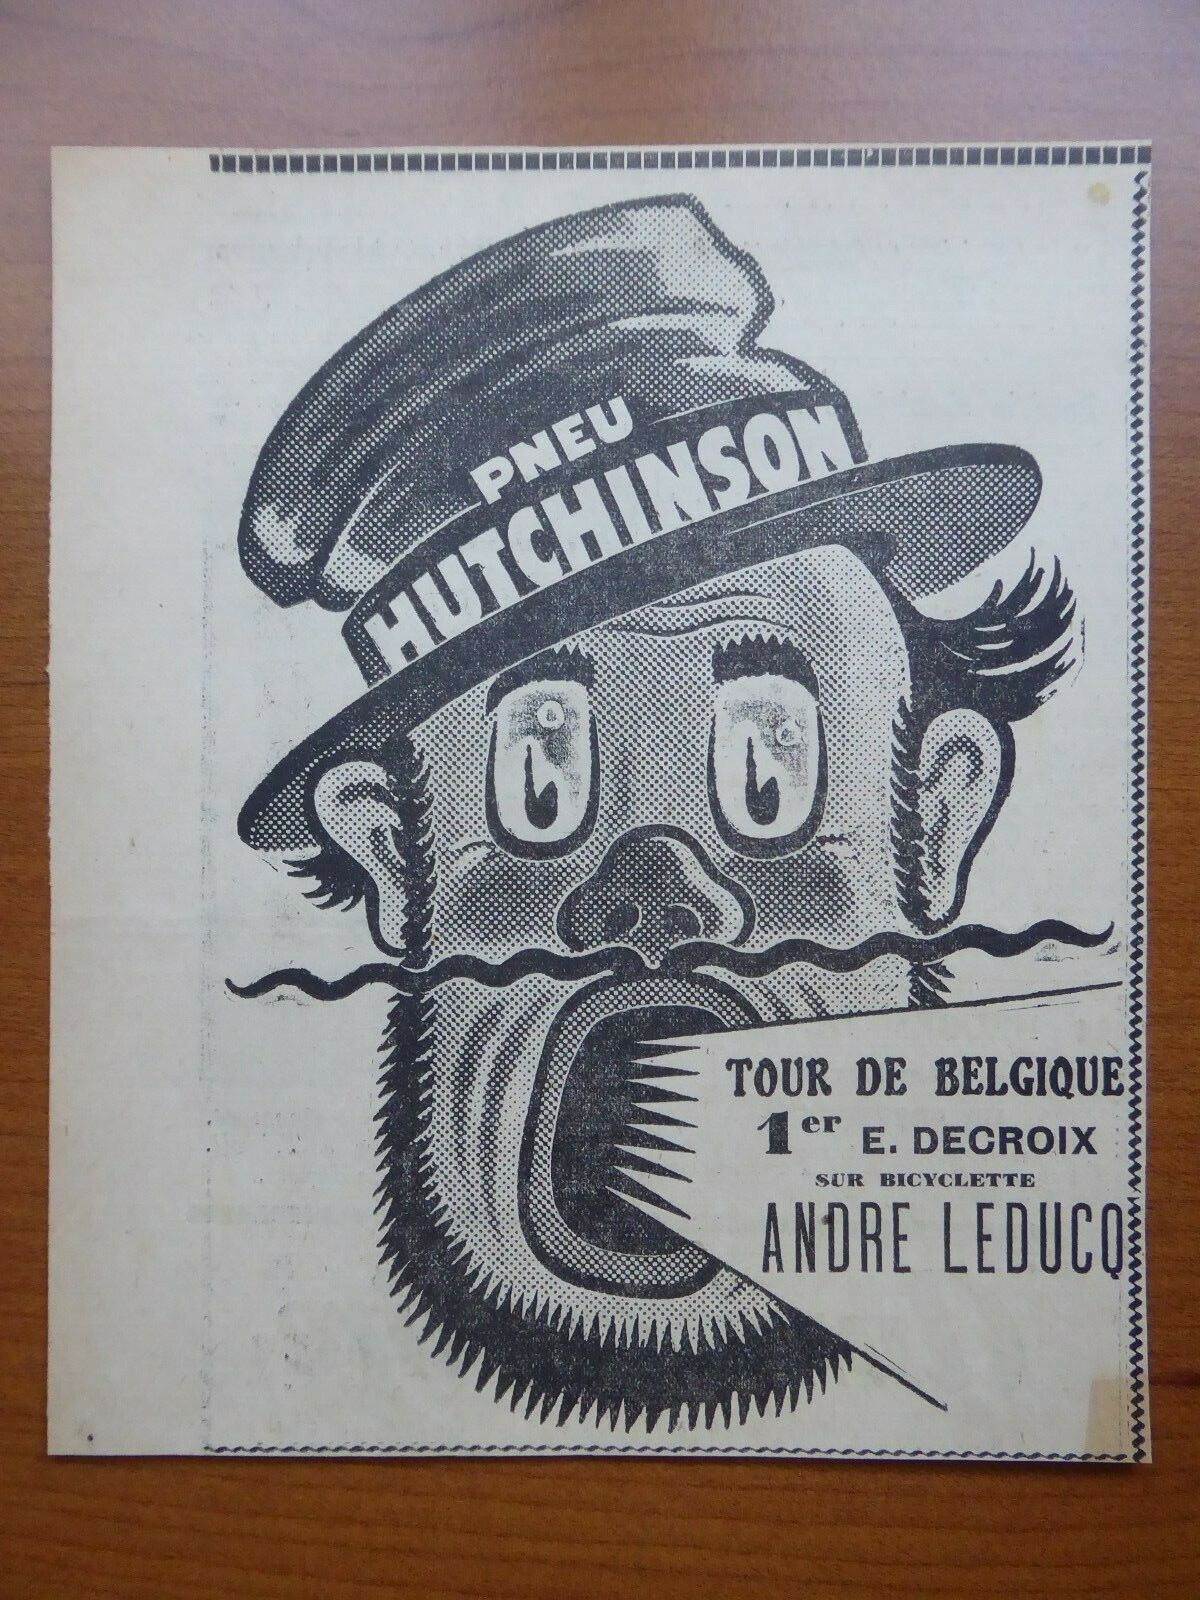 PNEU
HUTCHINSON
TOUR DE BELGIQUE
1er E. DECROIX
SUR BICYCLETTE
ANDRE LEDUCQ